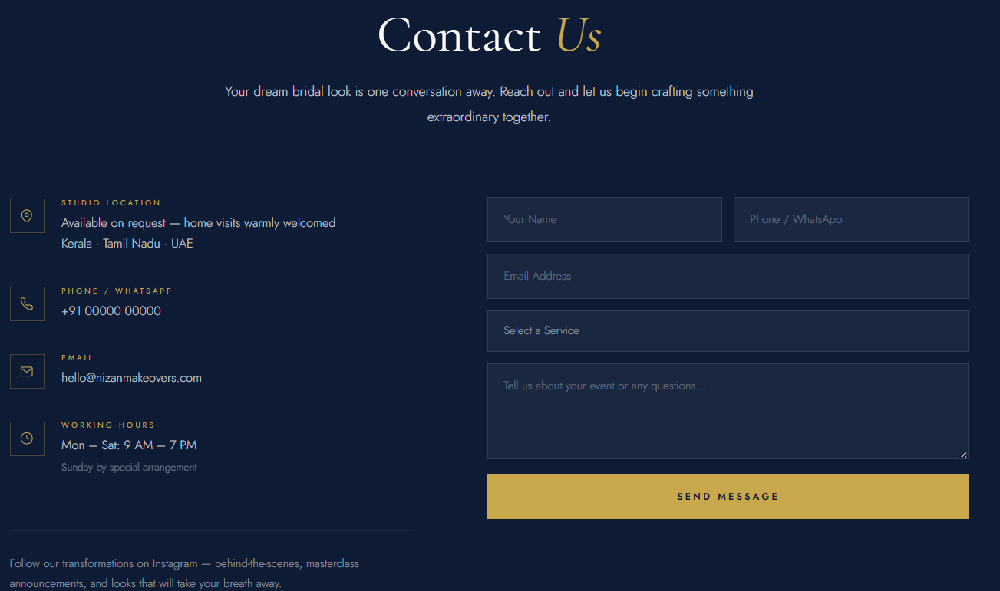 Contact Us
Your dream bridal look is one conversation away. Reach out and let us begin crafting something
extraordinary together.
STUDIO LOCATION
Available on request — home visits warmly welcomed
Kerala · Tamil Nadu · UAE
PHONE / WHATSAPP
+91 00000 00000
EMAIL
hello@nizanmakeovers.com
WORKING HOURS
Mon – Sat: 9 AM – 7 PM
Sunday by special arrangement
Follow our transformations on Instagram — behind-the-scenes, masterclass
announcements, and looks that will take your breath away.
Your Name
Phone / WhatsApp
Email Address
Select a Service
Tell us about your event or any questions...
SEND MESSAGE